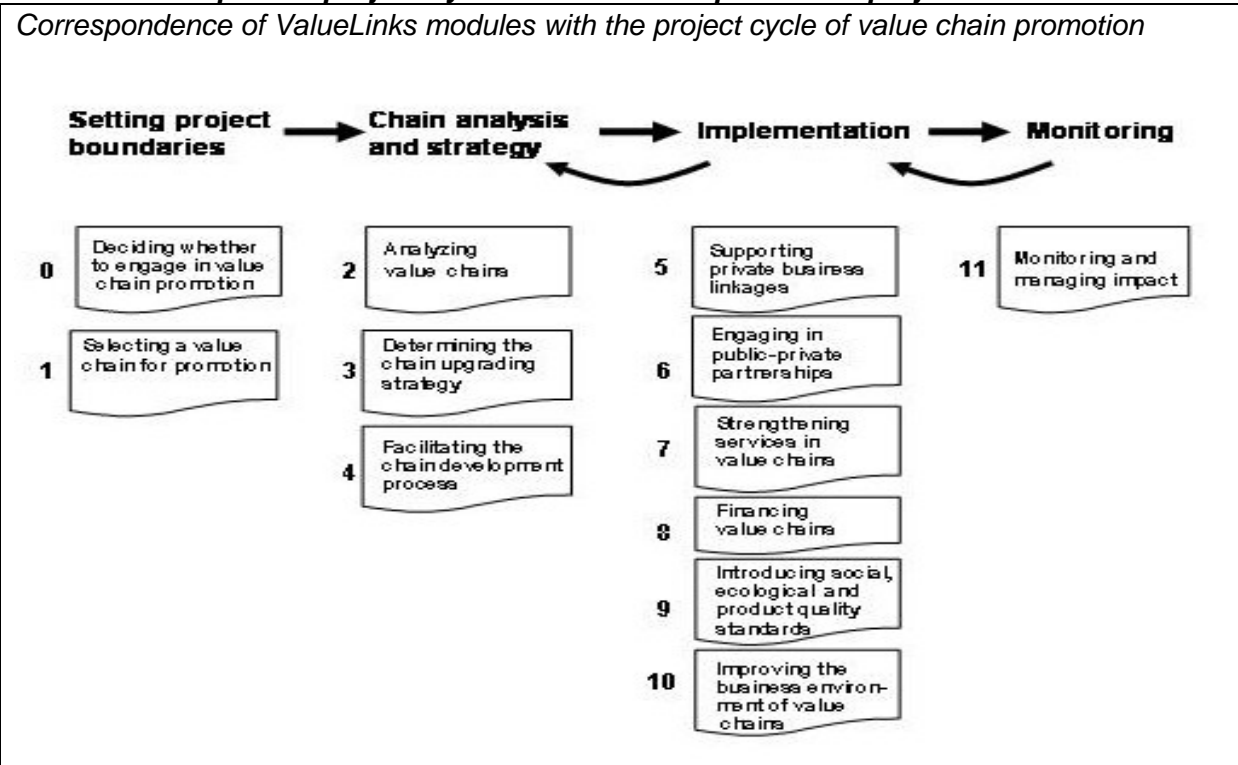 Correspondence of ValueLinks modules with the project cycle of value chain promotion
Setting project
boundaries
Chain analysis
and strategy
Implementation
Monitoring
0
Deciding whether
to engage in value
chain promotion
1
Selecting a value
chain for promotion
2
Analyzing
value chains
3
Determining the
chain upgrading
strategy
4
Facilitating the
chain development
process
5
Supporting
private business
linkages
6
Engaging in
public-private
partnerships
7
Strengthening
services in
value chains
8
Financing
value chains
9
Introducing social,
ecological and
product quality
standards
10
Improving the
business environ-
ment of value
chains
11
Monitoring and
managing impact